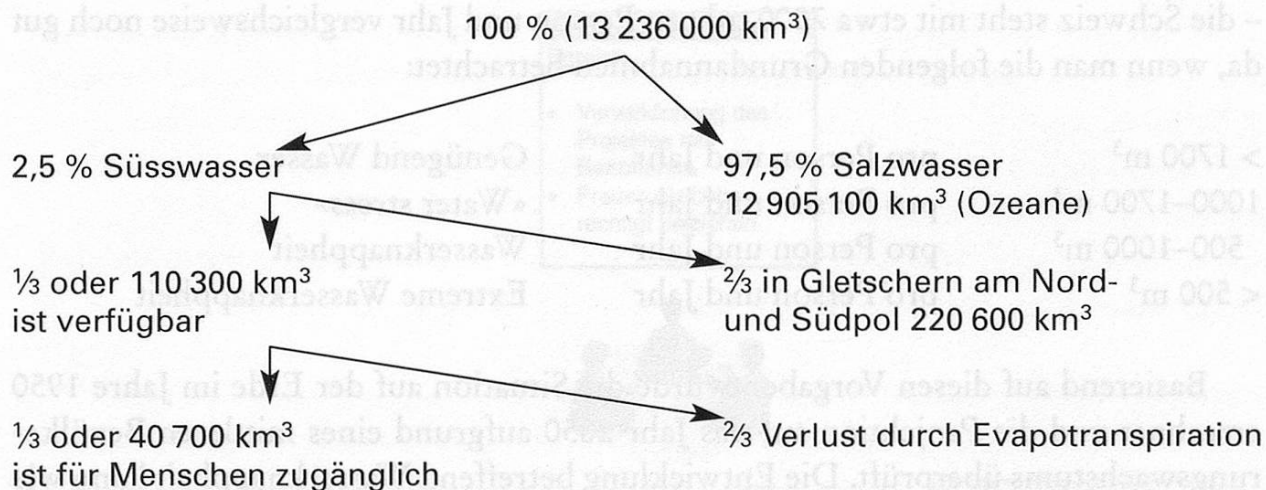 100 % (13 236 000 km³)
2,5 % Süsswasser
97,5 % Salzwasser
12 905 100 km³ (Ozeane)
⅓ oder 110 300 km³
ist verfügbar
⅔ in Gletschern am Nord-
und Südpol 220 600 km³
⅓ oder 40 700 km³
ist für Menschen zugänglich
⅔ Verlust durch Evapotranspiration